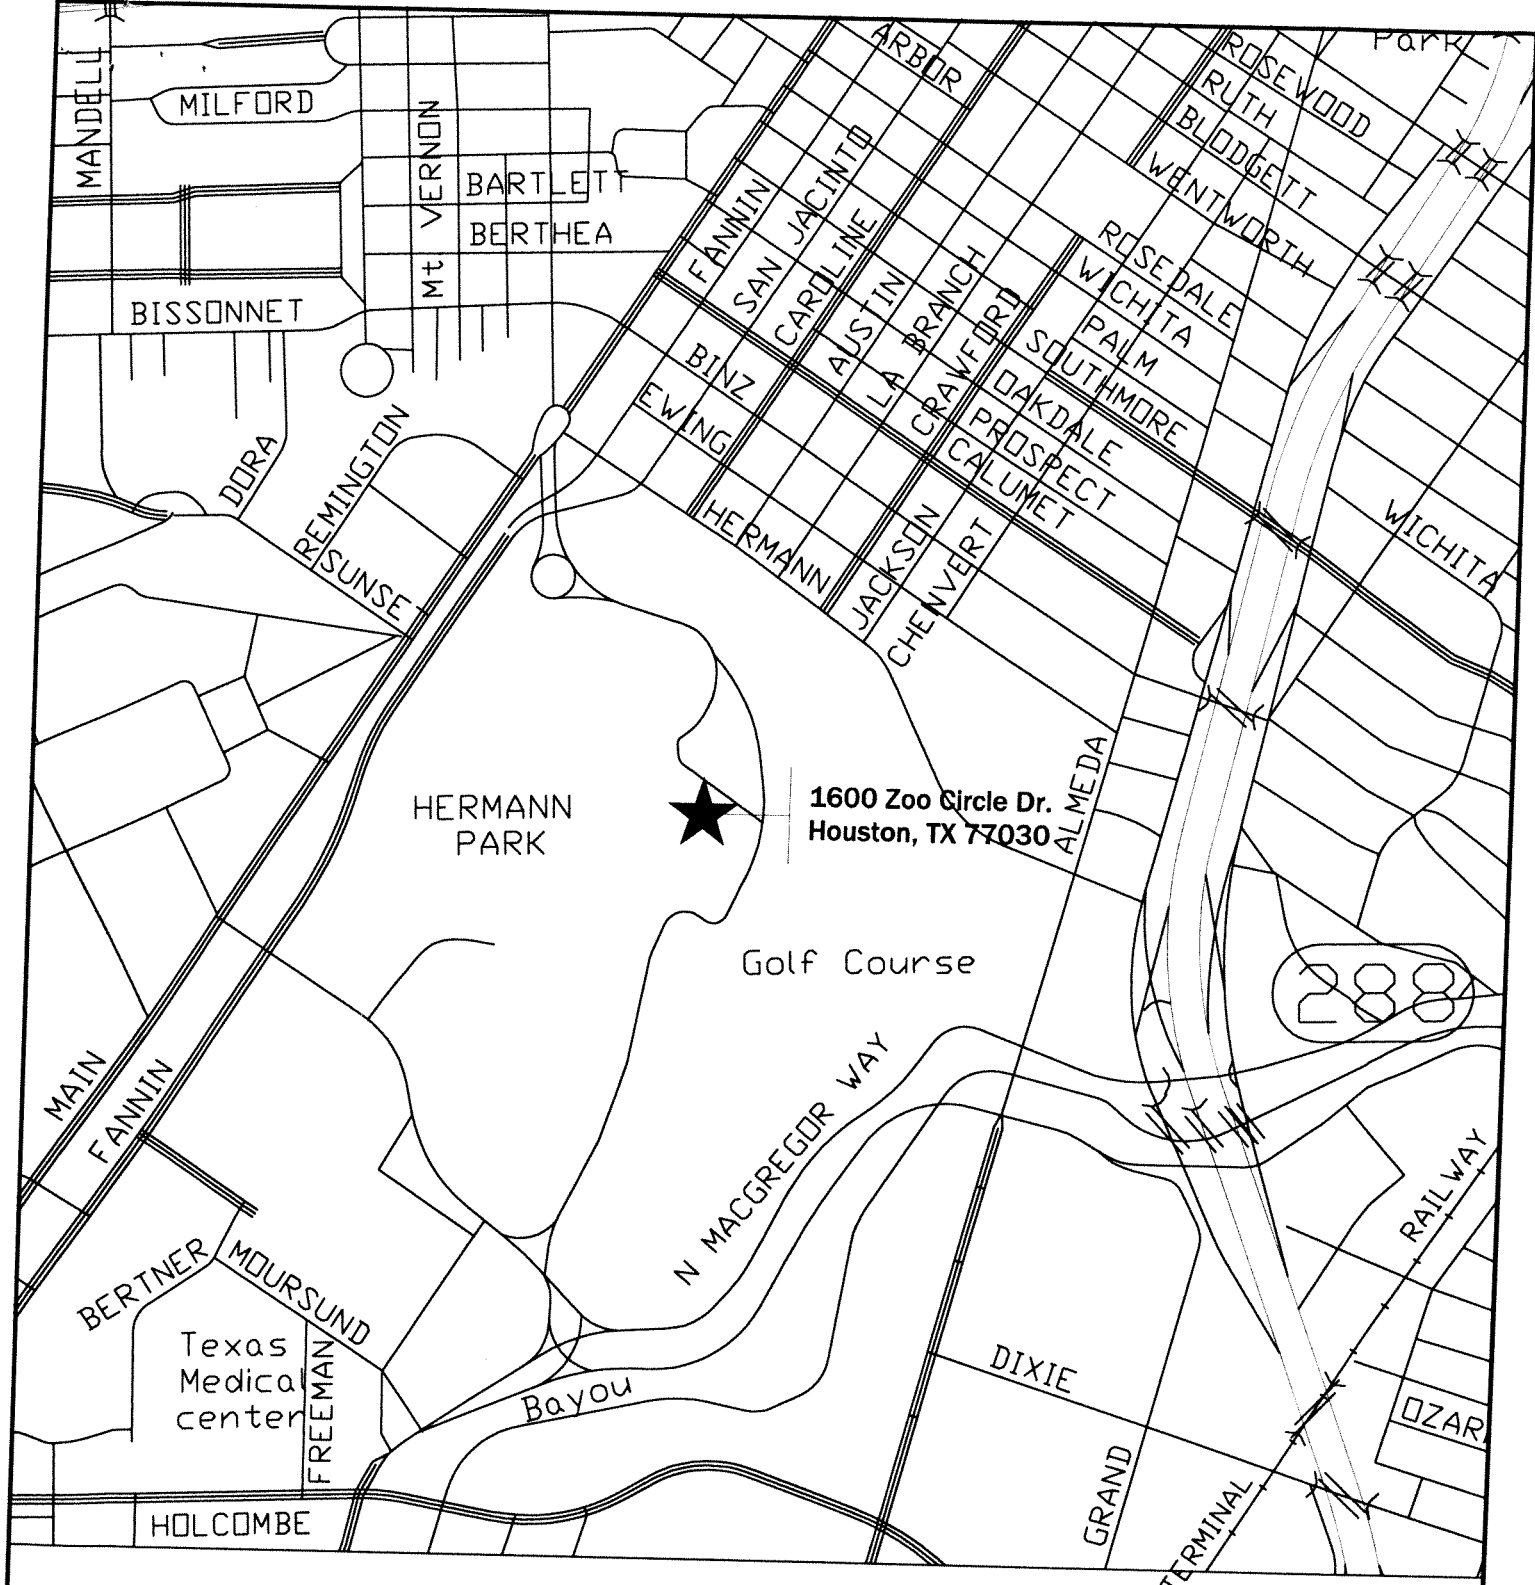 Park
ARBOR
ROSEWOOD
RUTH
BLODGETT
WENTWORTH
MANDELL
MILFORD
Mt VERNON
BARTLETT
BERTHEA
BISSONNET
FANNIN
SAN JACINTO
CAROLINE
AUSTIN
LA BRANCH
CRAWFORD
ROSEDALE
WICHITA
PALM
SOUTHMORE
OAKDALE
PROSPECT
CALUMET
BINZ
EWING
HERMANN
JACKSON
CHENVERT
WICHITA
DORA
REMINGTON
SUNSET
HERMANN
PARK
1600 Zoo Circle Dr.
Houston, TX 77030
ALMEDA
Golf Course
288
MAIN
FANNIN
N MACGREGOR WAY
RAILWAY
BERTNER
MOURSUND
Texas
Medical
center
FREEMAN
Bayou
DIXIE
OZAR
GRAND
TERMINAL
HOLCOMBE